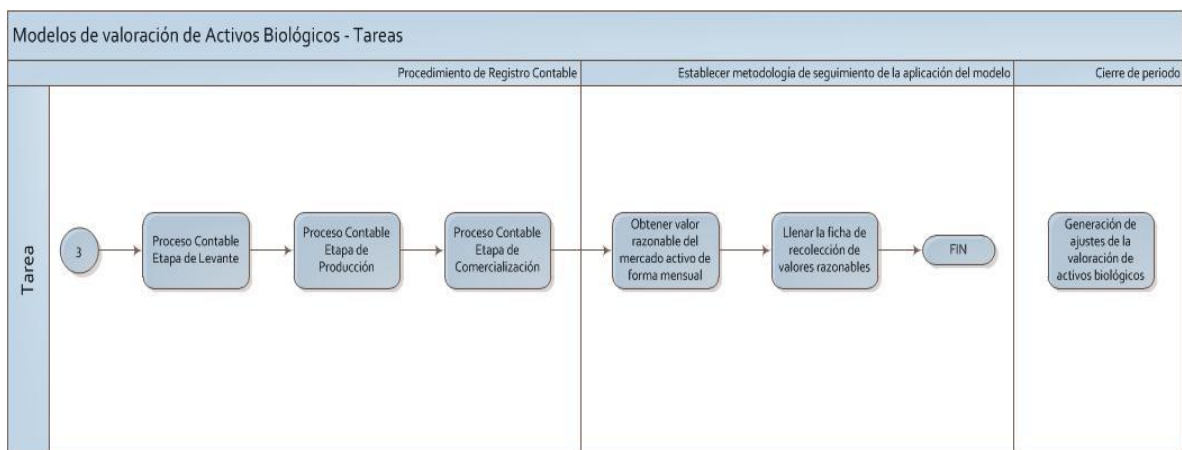 Modelos de valoración de Activos Biológicos - Tareas
Procedimiento de Registro Contable
Establecer metodología de seguimiento de la aplicación del modelo
Cierre de periodo
Tarea
3
Proceso Contable
Etapa de Levante
Proceso Contable
Etapa de
Producción
Proceso Contable
Etapa de
Comercialización
Obtener valor
razonable del
mercado activo de
forma mensual
Llenar la ficha de
recolección de
valores razonables
FIN
Generación de
ajustes de la
valoración de
activos biológicos